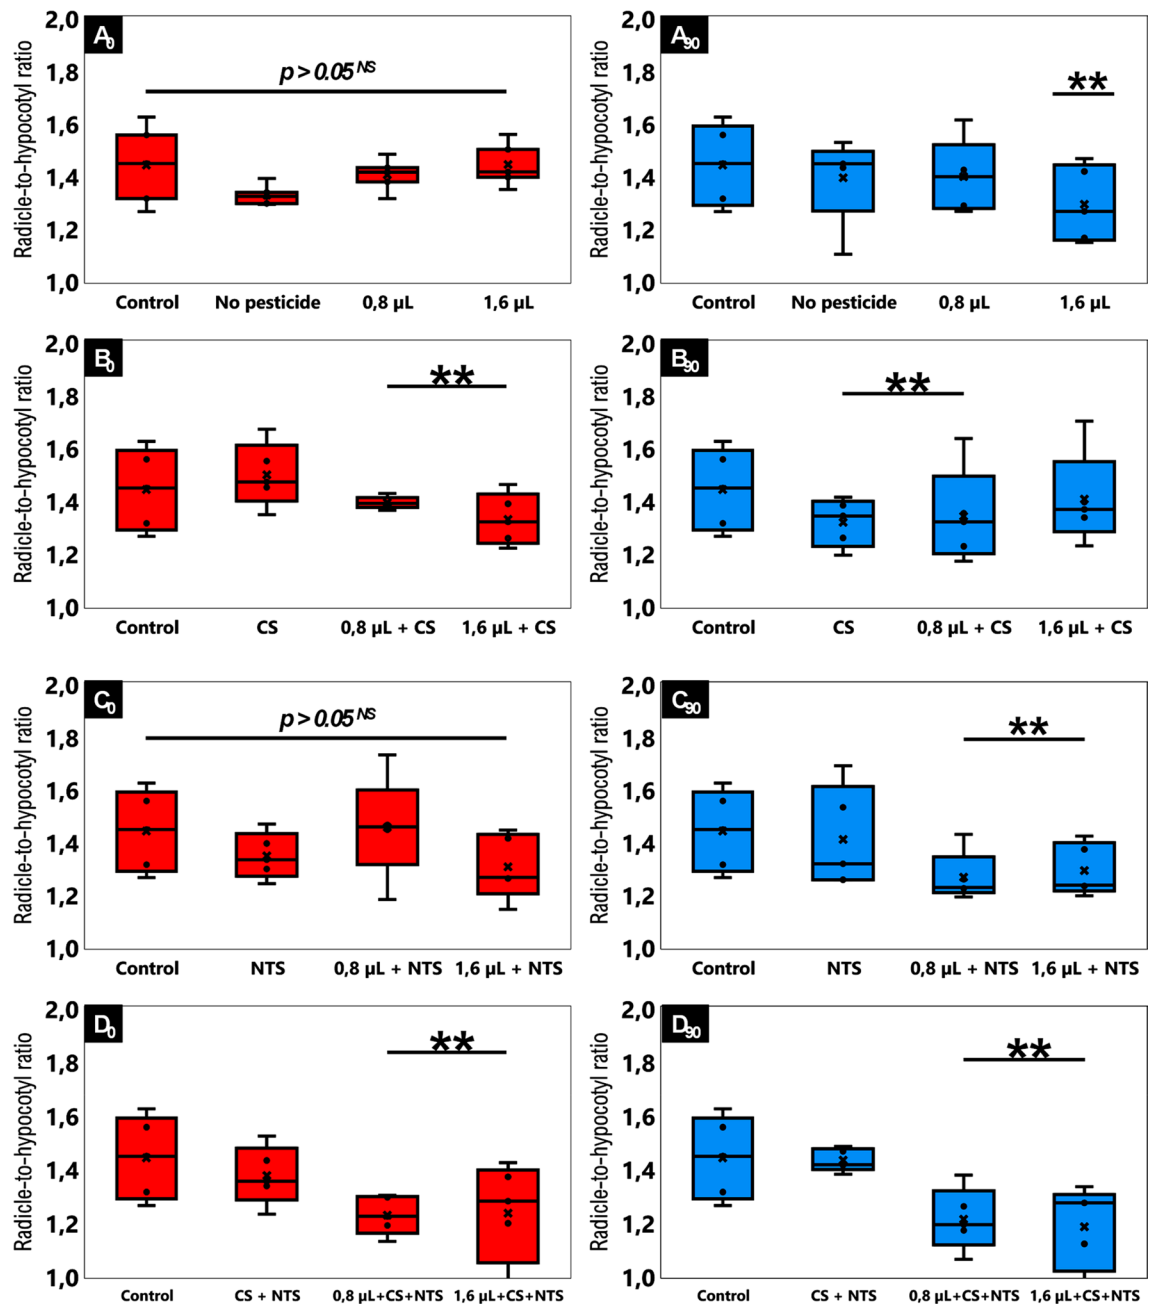 A0
Radicle-to-hypocotyl ratio
2,0
1,8
1,6
1,4
1,2
1,0
p > 0.05 NS
Control No pesticide 0,8 µL 1,6 µL
A90
Radicle-to-hypocotyl ratio
2,0
1,8
1,6
1,4
1,2
1,0
**
Control No pesticide 0,8 µL 1,6 µL
B0
Radicle-to-hypocotyl ratio
2,0
1,8
1,6
1,4
1,2
1,0
**
Control CS 0,8 µL + CS 1,6 µL + CS
B90
Radicle-to-hypocotyl ratio
2,0
1,8
1,6
1,4
1,2
1,0
**
Control CS 0,8 µL + CS 1,6 µL + CS
C0
Radicle-to-hypocotyl ratio
2,0
1,8
1,6
1,4
1,2
1,0
p > 0.05 NS
Control NTS 0,8 µL + NTS 1,6 µL + NTS
C90
Radicle-to-hypocotyl ratio
2,0
1,8
1,6
1,4
1,2
1,0
**
Control NTS 0,8 µL + NTS 1,6 µL + NTS
D0
Radicle-to-hypocotyl ratio
2,0
1,8
1,6
1,4
1,2
1,0
**
Control CS + NTS 0,8 µL+CS+NTS 1,6 µL+CS+NTS
D90
Radicle-to-hypocotyl ratio
2,0
1,8
1,6
1,4
1,2
1,0
**
Control CS + NTS 0,8 µL+CS+NTS 1,6 µL+CS+NTS